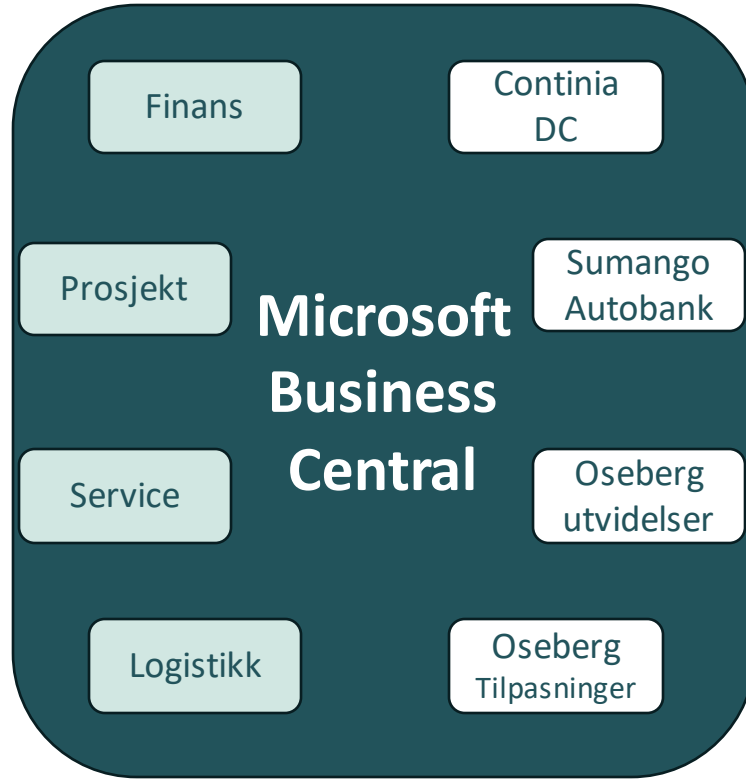 Finans
Continia
DC
Prosjekt
Sumango
Autobank
Microsoft
Business
Central
Service
Oseberg
utvidelser
Logistikk
Oseberg
Tilpasninger